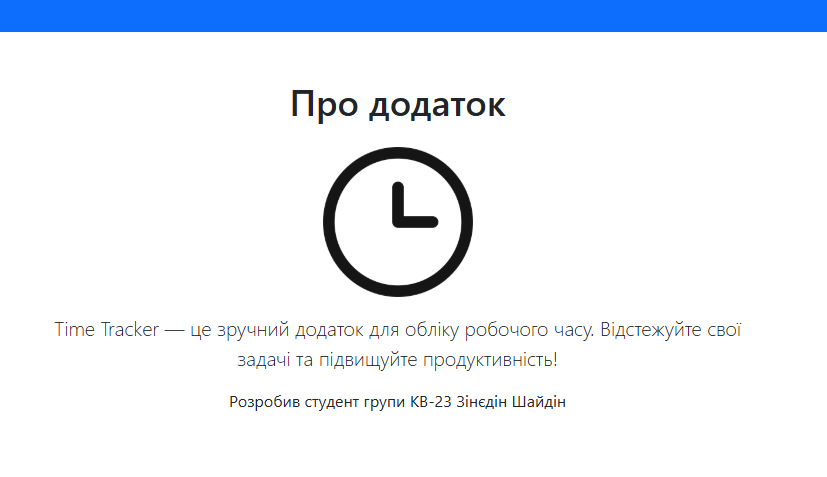 Про додаток
Time Tracker — це зручний додаток для обліку робочого часу. Відстежуйте свої
задачі та підвищуйте продуктивність!
Розробив студент групи КВ-23 Зінєдін Шайдін